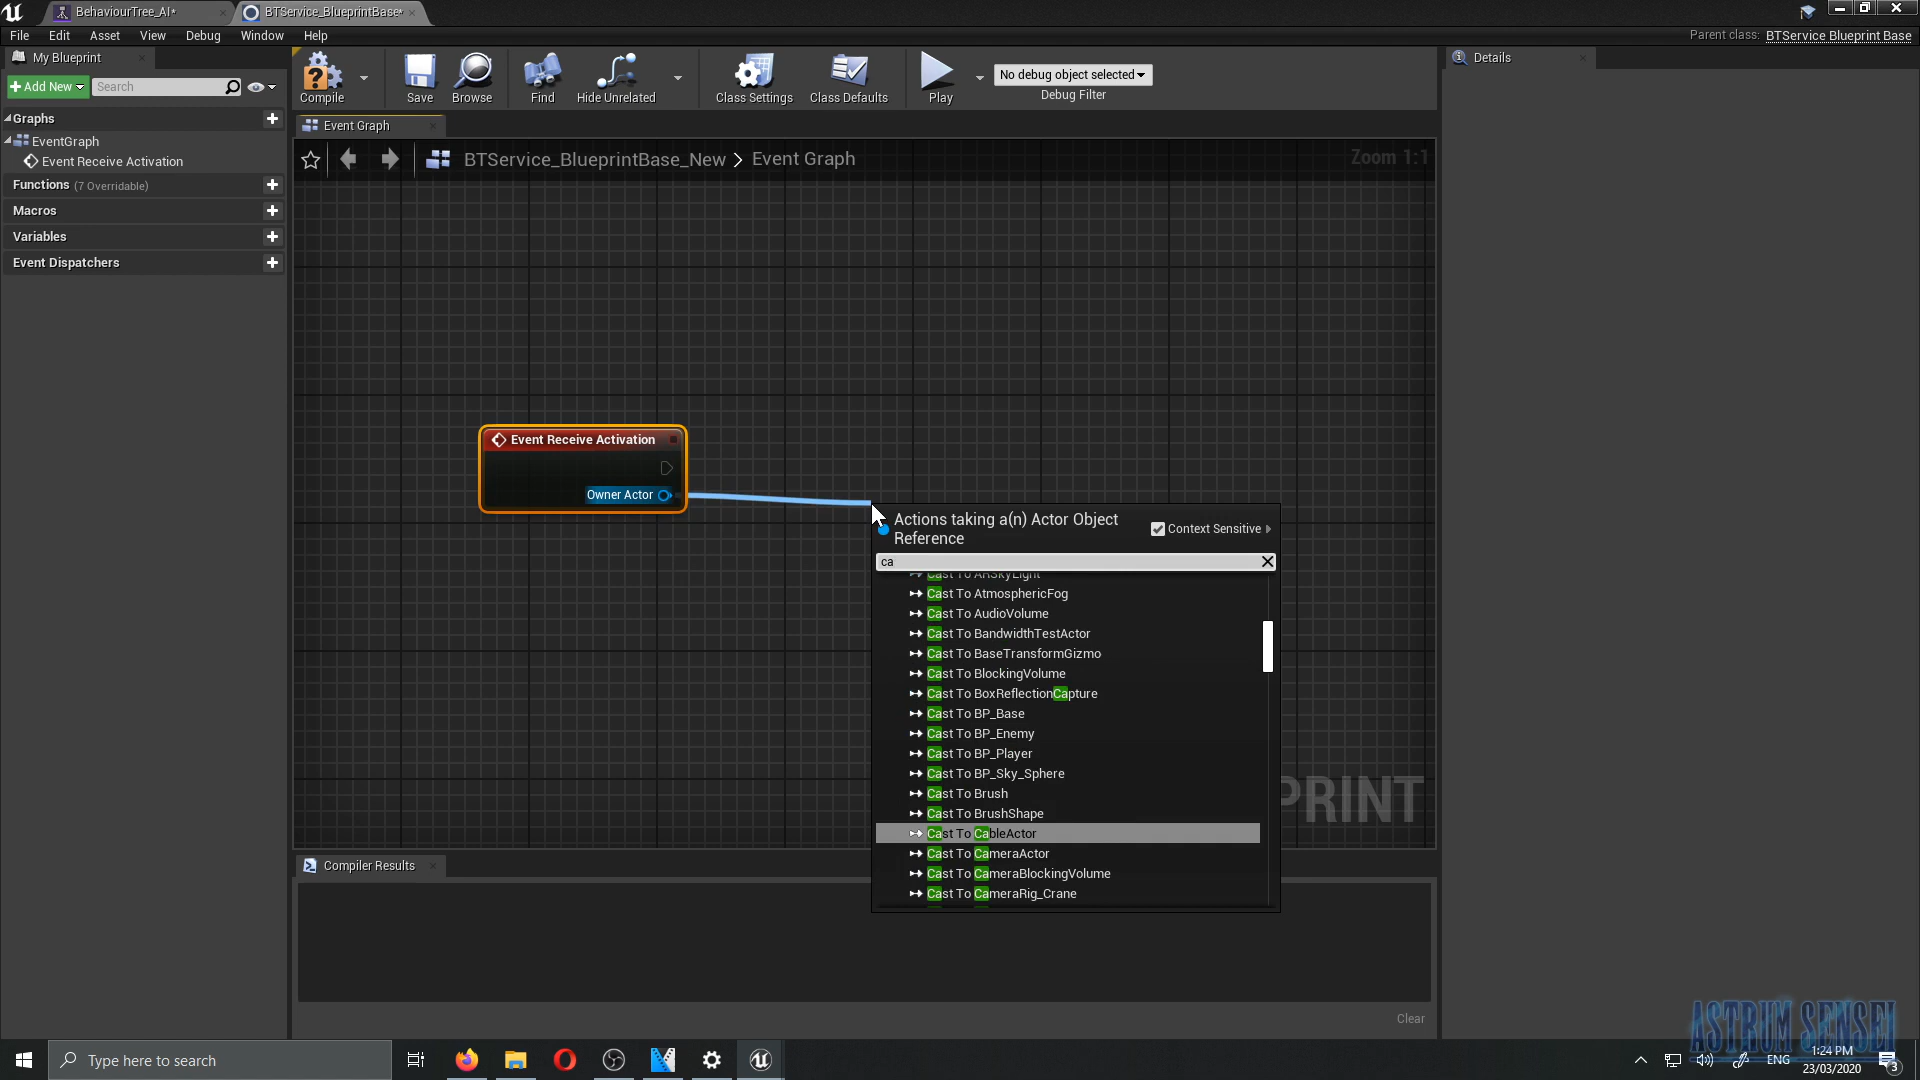 BehaviourTree_AI*
BTService_BlueprintBase*
File Edit Asset View Debug Window Help
Parent class: BTService Blueprint Base
My Blueprint
Add New
Search
Graphs
EventGraph
Event Receive Activation
Functions (7 Overridable)
Macros
Variables
Event Dispatchers
Compile
Save
Browse
Find
Hide Unrelated
Class Settings
Class Defaults
Play
No debug object selected
Debug Filter
Details
Event Graph
BTService_BlueprintBase_New > Event Graph
Zoom 1:1
Event Receive Activation
Owner Actor
Actions taking a(n) Actor Object
Reference
Context Sensitive
ca
Cast To ARSkyLight
Cast To AtmosphericFog
Cast To AudioVolume
Cast To BandwidthTestActor
Cast To BaseTransformGizmo
Cast To BlockingVolume
Cast To BoxReflectionCapture
Cast To BP_Base
Cast To BP_Enemy
Cast To BP_Player
Cast To BP_Sky_Sphere
Cast To Brush
Cast To BrushShape
Cast To CableActor
Cast To CameraActor
Cast To CameraBlockingVolume
Cast To CameraRig_Crane
PRINT
Compiler Results
Clear
ASTRUM SENSEI
Type here to search
ENG
1:24 PM
23/03/2020
3